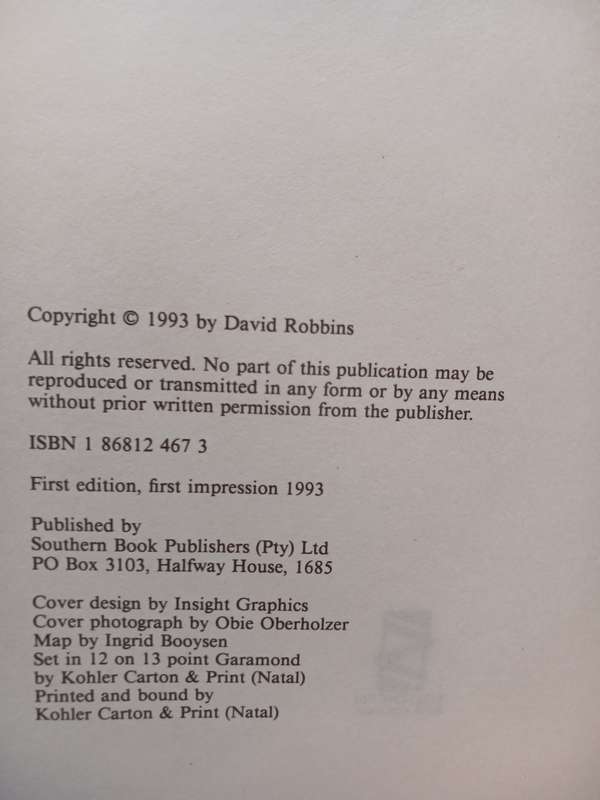 Copyright © 1993 by David Robbins
All rights reserved. No part of this publication may be
reproduced or transmitted in any form or by any means
without prior written permission from the publisher.
ISBN 1 86812 467 3
First edition, first impression 1993
Published by
Southern Book Publishers (Pty) Ltd
PO Box 3103, Halfway House, 1685
Cover design by Insight Graphics
Cover photograph by Obie Oberholzer
Map by Ingrid Booysen
Set in 12 on 13 point Garamond
by Kohler Carton & Print (Natal)
Printed and bound by
Kohler Carton & Print (Natal)